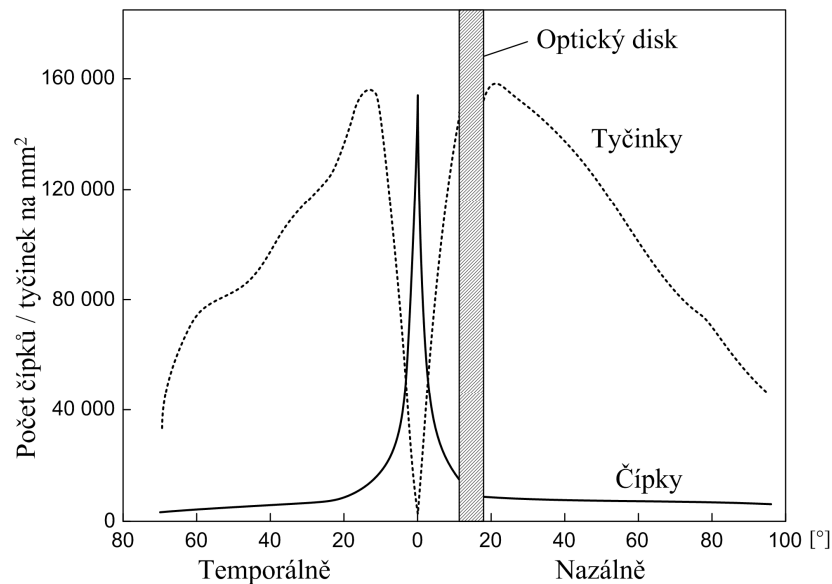 Počet čípků / tyčinek na mm²
160 000
120 000
80 000
40 000
0
Optický disk
Tyčinky
Čípky
80 60 40 20 0 20 40 60 80 100 [°]
Temporálně Nazálně